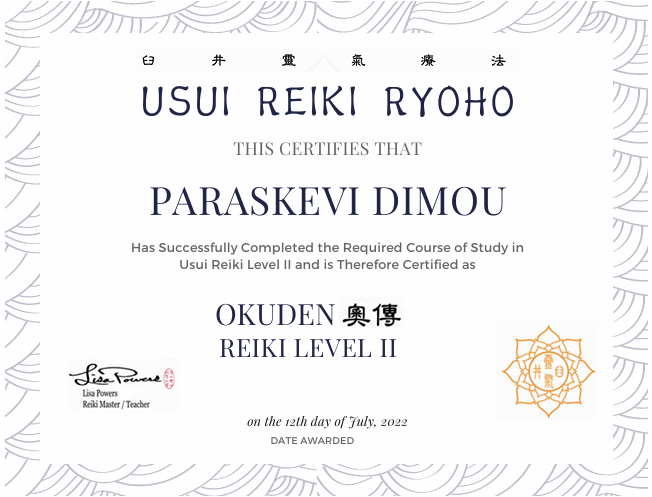 臼井靈氣療法
USUI REIKI RYOHO
THIS CERTIFIES THAT
PARASKEVI DIMOU
Has Successfully Completed the Required Course of Study in
Usui Reiki Level II and is Therefore Certified as
OKUDEN 奥傳
REIKI LEVEL II
Lisa Powers
Lisa Powers
Reiki Master / Teacher
靈
井 臼
氣
on the 12th day of July, 2022
DATE AWARDED